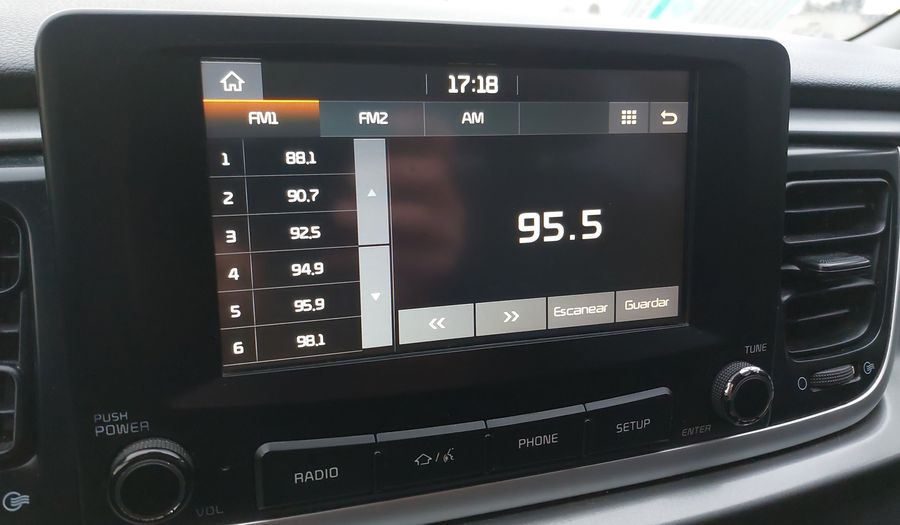 17:18
FM1 FM2 AM
1 88.1
2 90.7
3 92.5
4 94.9
5 95.9
6 98.1
95.5
<< >> Escanear Guardar
TUNE
ENTER
PUSH
POWER
VOL
RADIO
PHONE
SETUP